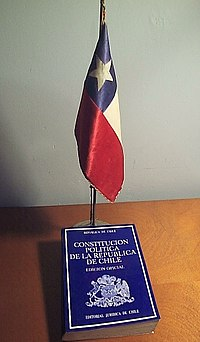 REPUBLICA DE CHILE
CONSTITUCION
POLITICA
DE LA REPUBLICA
DE CHILE
EDICION OFICIAL
EDITORIAL JURIDICA DE CHILE